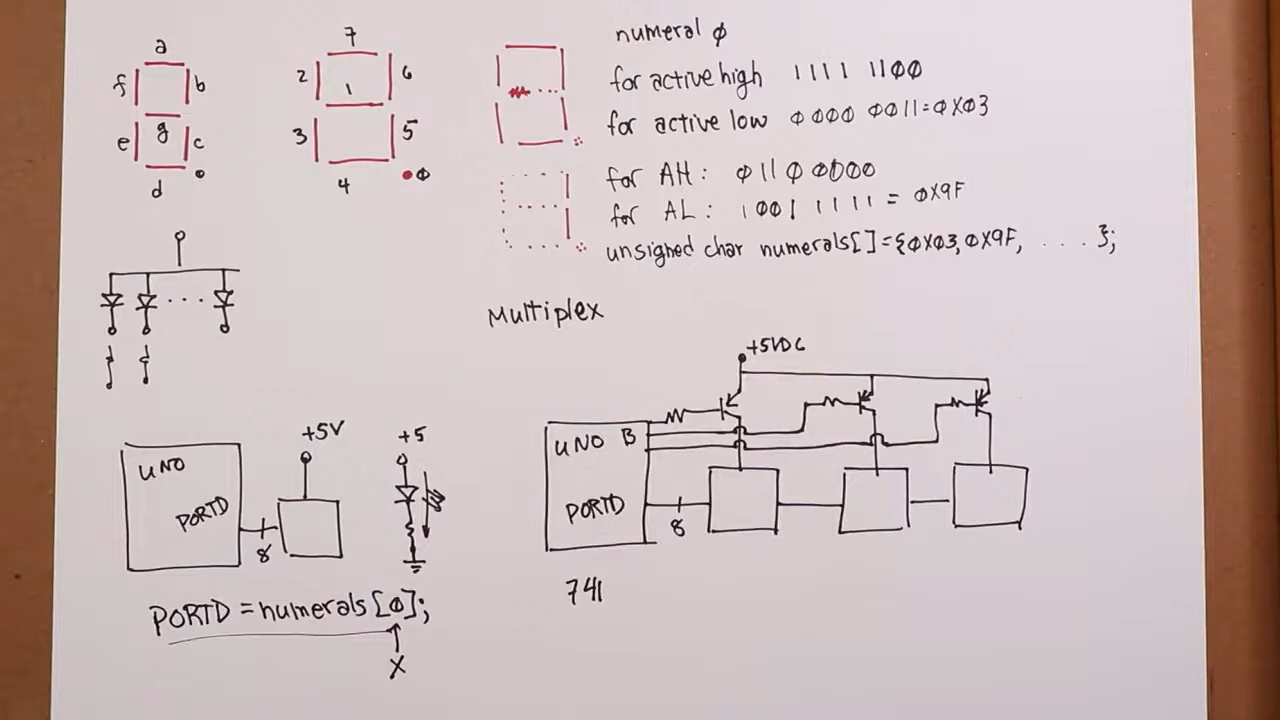 a
f b
g
e c
d
7
2 6
1
3 5
4 φ
numeral φ
for active high 1111 11φφ
for active low φφφφ φφ11=φXφ3
for AH: φ11φ φφφφ
for AL: 1φφ1 1111 = φX9F
unsigned char numerals[]={φXφ3,φX9F, .... };
Multiplex
UNO
PORTD
8
+5V
+5
PORTD=numerals[φ];
X
+5VDC
UNO B
PORTD
8
741